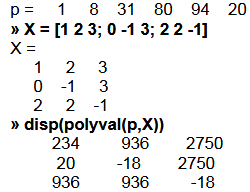 p = 1 8 31 80 94 20
» X = [1 2 3; 0 -1 3; 2 2 -1]
X =
1 2 3
0 -1 3
2 2 -1
» disp(polyval(p,X))
234 936 2750
20 -18 2750
936 936 -18